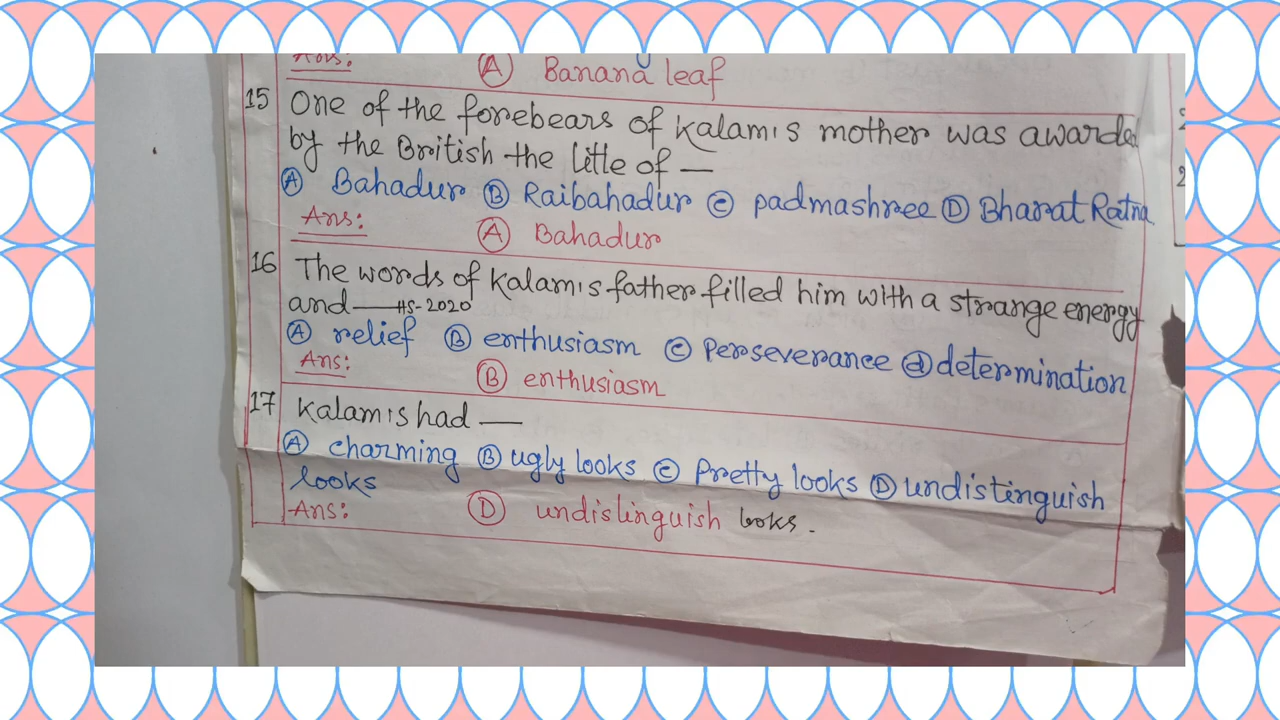 Ans: Ⓐ Banana leaf
15 One of the forebears of Kalam's mother was awarded
by the British the little of —
Ⓐ Bahadur Ⓑ Raibahadur Ⓒ padmashree Ⓓ Bharat Ratna
Ans: Ⓐ Bahadur
16 The words of Kalam's father filled him with a strange energy
and — HS-2020
Ⓐ relief Ⓑ enthusiasm Ⓒ Perseverance ⓓ determination
Ans: Ⓑ enthusiasm
17 Kalam's had —
Ⓐ charming Ⓑ ugly looks Ⓒ Pretty looks Ⓓ undistinguish
looks
Ans: Ⓓ undislinguish looks.